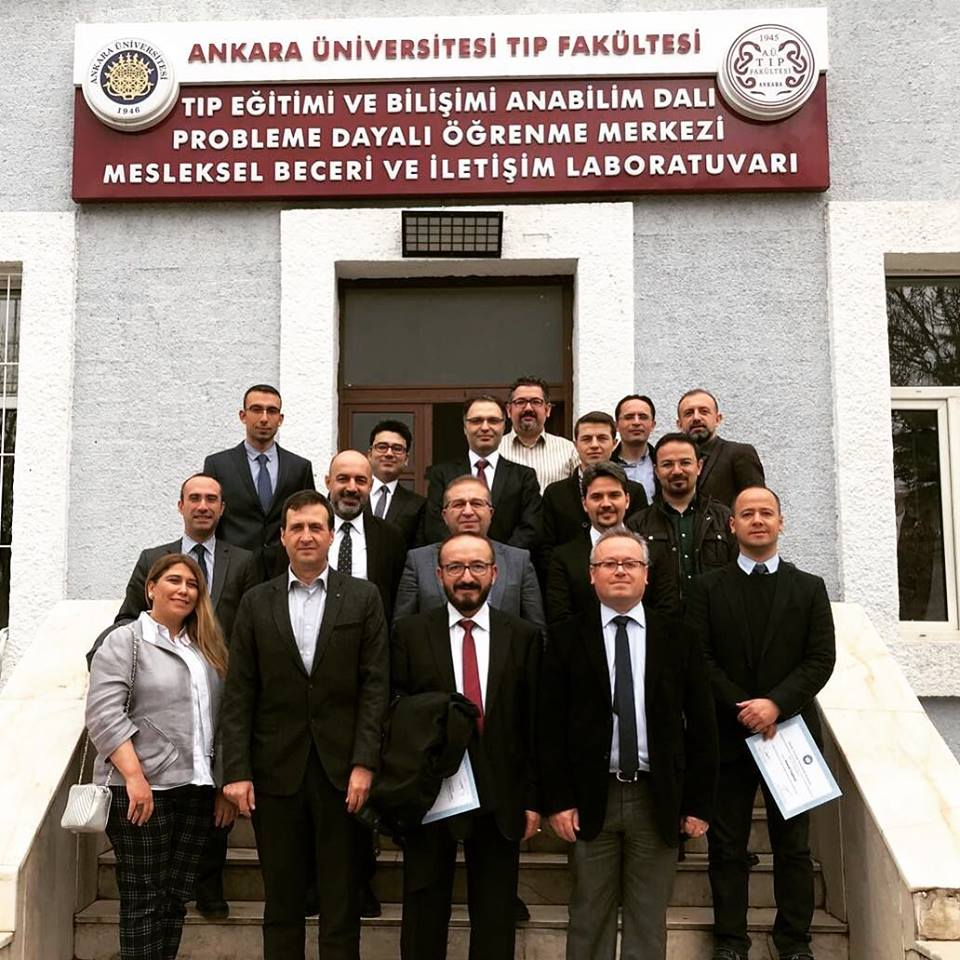 ANKARA ÜNİVERSİTESİ TIP FAKÜLTESİ
TIP EĞİTİMİ VE BİLİŞİMİ ANABİLİM DALI
PROBLEME DAYALI ÖĞRENME MERKEZİ
MESLEKSEL BECERİ VE İLETİŞİM LABORATUVARI
ANKARA ÜNİVERSİTESİ
1946
1945
A.Ü.
TIP
FAKÜLTESİ
ANKARA